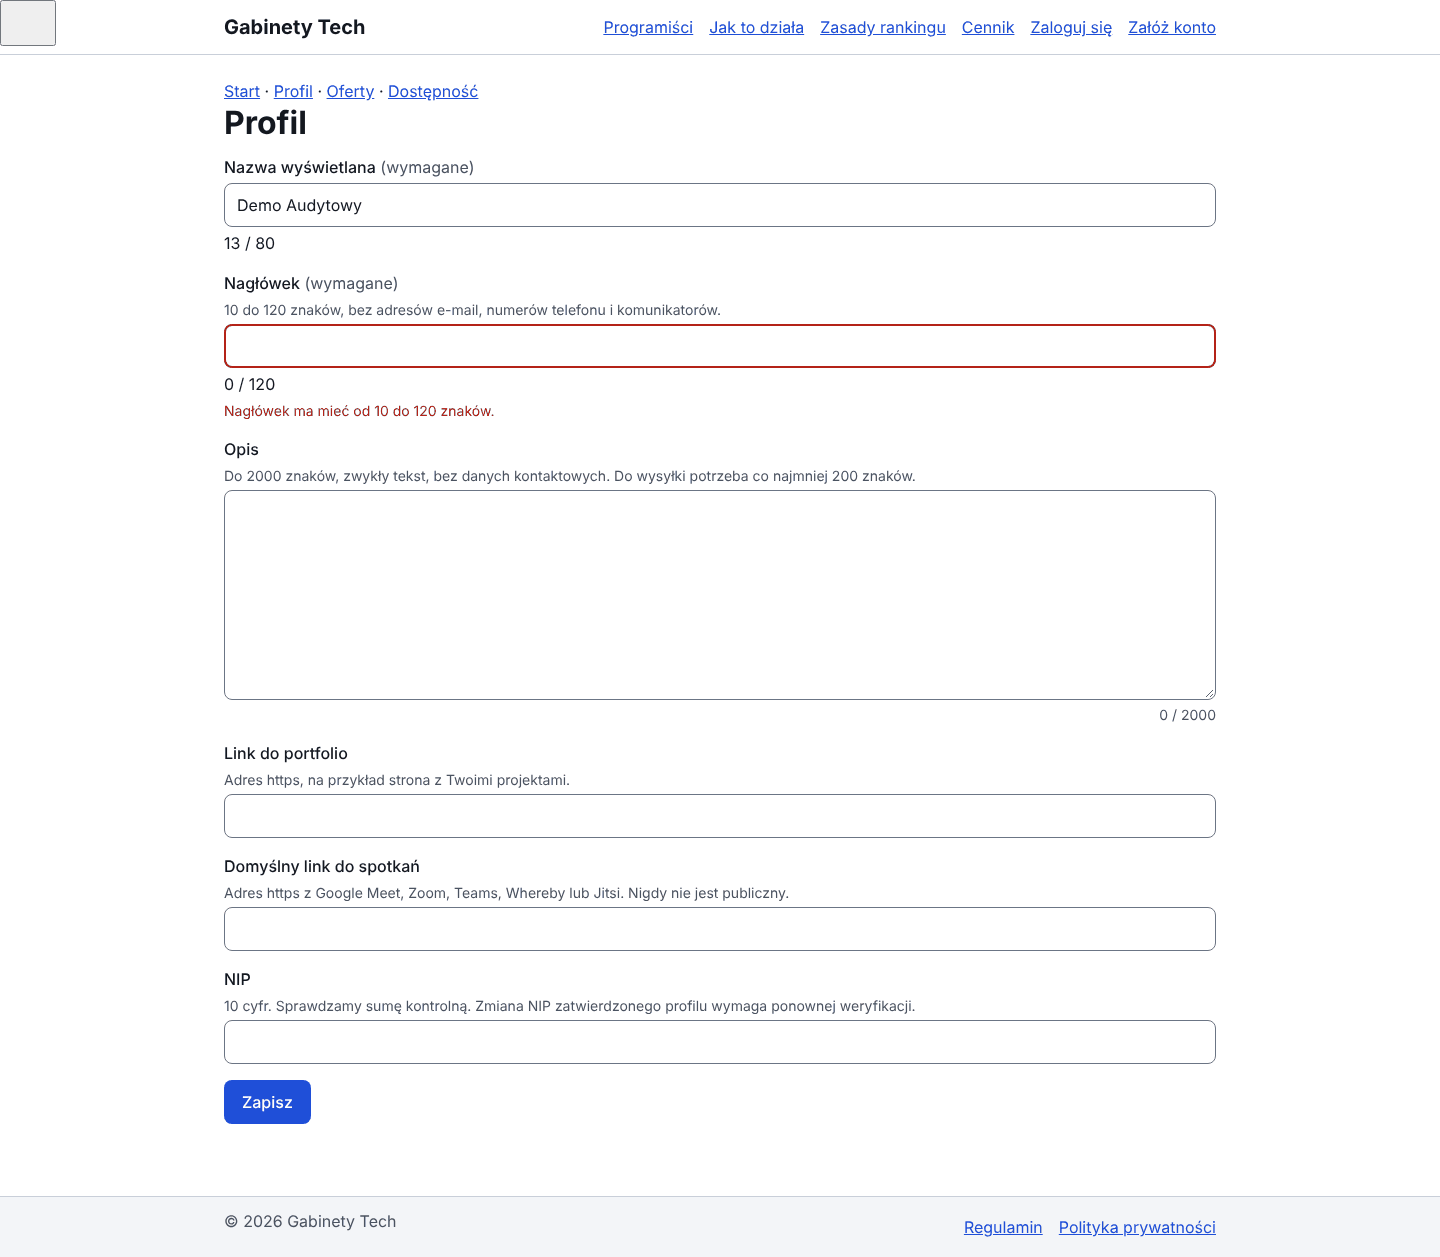 Gabinety Tech
Programiści Jak to działa Zasady rankingu Cennik Zaloguj się Załóż konto
Start · Profil · Oferty · Dostępność
Profil
Nazwa wyświetlana (wymagane)
Demo Audytowy
13 / 80
Nagłówek (wymagane)
10 do 120 znaków, bez adresów e-mail, numerów telefonu i komunikatorów.
0 / 120
Nagłówek ma mieć od 10 do 120 znaków.
Opis
Do 2000 znaków, zwykły tekst, bez danych kontaktowych. Do wysyłki potrzeba co najmniej 200 znaków.
0 / 2000
Link do portfolio
Adres https, na przykład strona z Twoimi projektami.
Domyślny link do spotkań
Adres https z Google Meet, Zoom, Teams, Whereby lub Jitsi. Nigdy nie jest publiczny.
NIP
10 cyfr. Sprawdzamy sumę kontrolną. Zmiana NIP zatwierdzonego profilu wymaga ponownej weryfikacji.
Zapisz
© 2026 Gabinety Tech
Regulamin Polityka prywatności